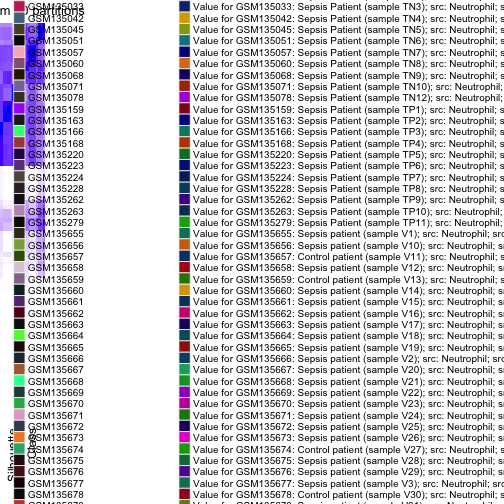 m partitions
GSM135033 Value for GSM135033: Sepsis Patient (sample TN3); src: Neutrophil; s
GSM135042 Value for GSM135042: Sepsis Patient (sample TN4); src: Neutrophil; s
GSM135045 Value for GSM135045: Sepsis Patient (sample TN5); src: Neutrophil; s
GSM135051 Value for GSM135051: Sepsis Patient (sample TN6); src: Neutrophil; s
GSM135057 Value for GSM135057: Sepsis Patient (sample TN7); src: Neutrophil; s
GSM135060 Value for GSM135060: Sepsis Patient (sample TN8); src: Neutrophil; s
GSM135068 Value for GSM135068: Sepsis Patient (sample TN9); src: Neutrophil; s
GSM135071 Value for GSM135071: Sepsis Patient (sample TN10); src: Neutrophil;
GSM135078 Value for GSM135078: Sepsis Patient (sample TN12); src: Neutrophil;
GSM135159 Value for GSM135159: Sepsis Patient (sample TP1); src: Neutrophil; s
GSM135163 Value for GSM135163: Sepsis Patient (sample TP2); src: Neutrophil; s
GSM135166 Value for GSM135166: Sepsis Patient (sample TP3); src: Neutrophil; s
GSM135168 Value for GSM135168: Sepsis Patient (sample TP4); src: Neutrophil; s
GSM135220 Value for GSM135220: Sepsis Patient (sample TP5); src: Neutrophil; s
GSM135223 Value for GSM135223: Sepsis Patient (sample TP6); src: Neutrophil; s
GSM135224 Value for GSM135224: Sepsis Patient (sample TP7); src: Neutrophil; s
GSM135228 Value for GSM135228: Sepsis Patient (sample TP8); src: Neutrophil; s
GSM135262 Value for GSM135262: Sepsis Patient (sample TP9); src: Neutrophil; s
GSM135263 Value for GSM135263: Sepsis Patient (sample TP10); src: Neutrophil;
GSM135279 Value for GSM135279: Sepsis Patient (sample TP11); src: Neutrophil;
GSM135655 Value for GSM135655: Sepsis patient (sample V1); src: Neutrophil; src
GSM135656 Value for GSM135656: Sepsis patient (sample V10); src: Neutrophil; s
GSM135657 Value for GSM135657: Control patient (sample V11); src: Neutrophil; s
GSM135658 Value for GSM135658: Sepsis patient (sample V12); src: Neutrophil; s
GSM135659 Value for GSM135659: Control patient (sample V13); src: Neutrophil; s
GSM135660 Value for GSM135660: Sepsis patient (sample V14); src: Neutrophil; s
GSM135661 Value for GSM135661: Sepsis patient (sample V15); src: Neutrophil; s
GSM135662 Value for GSM135662: Sepsis patient (sample V16); src: Neutrophil; s
GSM135663 Value for GSM135663: Sepsis patient (sample V17); src: Neutrophil; s
GSM135664 Value for GSM135664: Sepsis patient (sample V18); src: Neutrophil; s
GSM135665 Value for GSM135665: Sepsis patient (sample V19); src: Neutrophil; s
GSM135666 Value for GSM135666: Sepsis patient (sample V2); src: Neutrophil; src
GSM135667 Value for GSM135667: Sepsis patient (sample V20); src: Neutrophil; s
GSM135668 Value for GSM135668: Sepsis patient (sample V21); src: Neutrophil; s
GSM135669 Value for GSM135669: Sepsis patient (sample V22); src: Neutrophil; s
GSM135670 Value for GSM135670: Sepsis patient (sample V23); src: Neutrophil; s
GSM135671 Value for GSM135671: Sepsis patient (sample V24); src: Neutrophil; s
GSM135672 Value for GSM135672: Sepsis patient (sample V25); src: Neutrophil; s
GSM135673 Value for GSM135673: Sepsis patient (sample V26); src: Neutrophil; s
GSM135674 Value for GSM135674: Control patient (sample V27); src: Neutrophil; s
GSM135675 Value for GSM135675: Sepsis patient (sample V28); src: Neutrophil; s
GSM135676 Value for GSM135676: Sepsis patient (sample V29); src: Neutrophil; s
GSM135677 Value for GSM135677: Sepsis patient (sample V3); src: Neutrophil; src
GSM135678 Value for GSM135678: Control patient (sample V30); src: Neutrophil; s
Silhouette